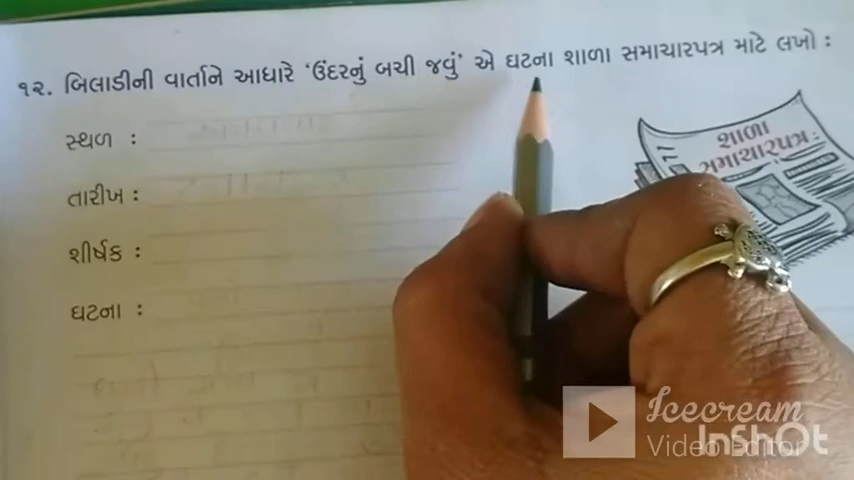 ૧૨. બિલાડીની વાર્તાને આધારે ‘ઉંદરનું બચી જવું’ એ ઘટના શાળા સમાચારપત્ર માટે લખો :
શાળા
સમાચારપત્ર :
સ્થળ :
તારીખ :
શીર્ષક :
ઘટના :
Icecream
Video Editor
InShOt